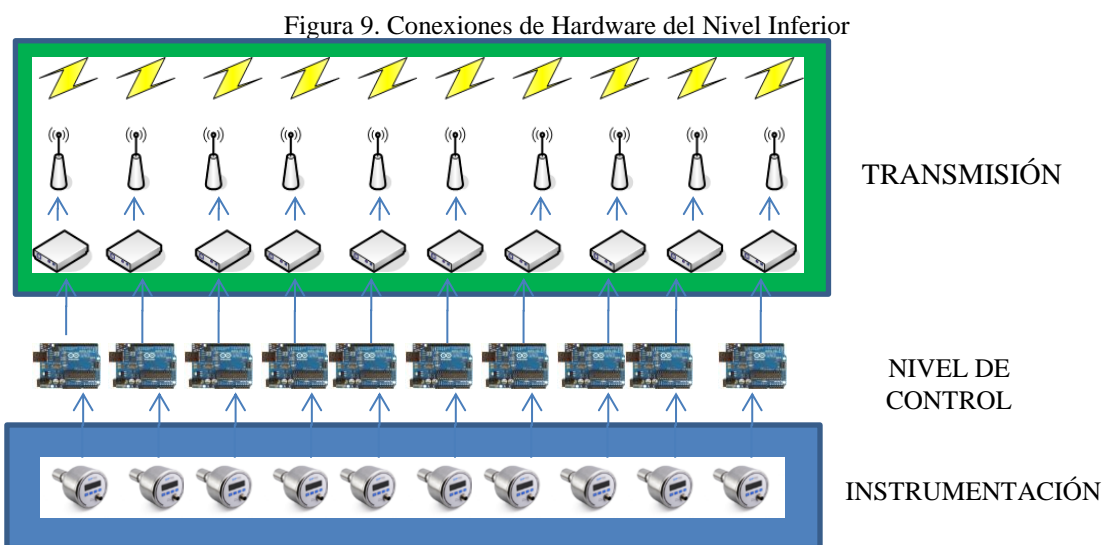 Figura 9. Conexiones de Hardware del Nivel Inferior
TRANSMISIÓN
NIVEL DE
CONTROL
INSTRUMENTACIÓN